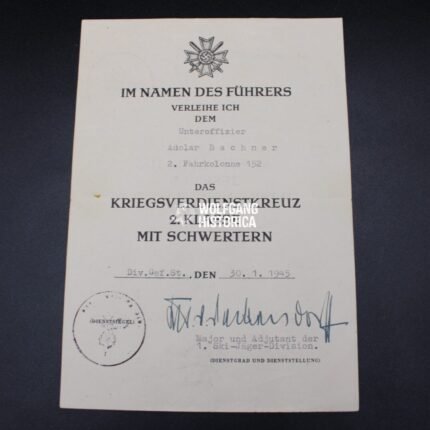 IM NAMEN DES FÜHRERS
VERLEIHE ICH
DEM
Unteroffizier
Adolar Bachner
2. Fahrkolonne 152
DAS
KRIEGSVERDIENSTKREUZ
2. KLASSE
MIT SCHWERTERN
WOLFGANG
HISTORICA
Div.Gef.St., DEN 30.1.1945
(DIENSTSIEGEL)
Major und Adjutant der
1. Ski-Jäger-Division.
(DIENSTGRAD UND DIENSTSTELLUNG)